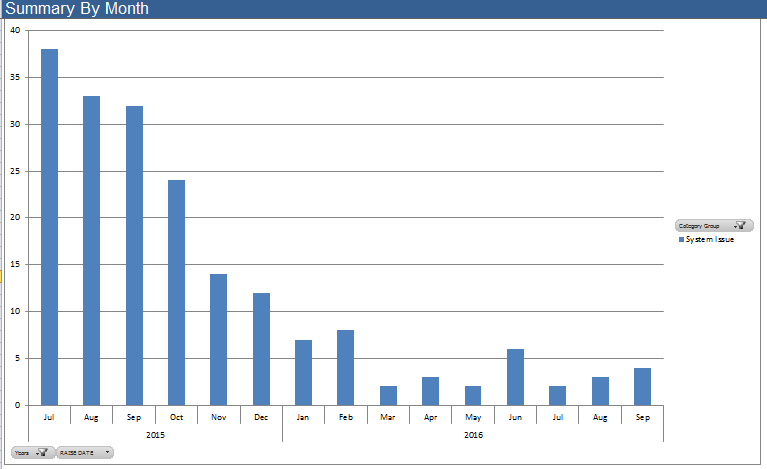 Summary By Month
40
35
30
25
20
15
10
5
0
Jul Aug Sep Oct Nov Dec Jan Feb Mar Apr May Jun Jul Aug Sep
2015 2016
Category Group
System Issue
Years RAISE DATE